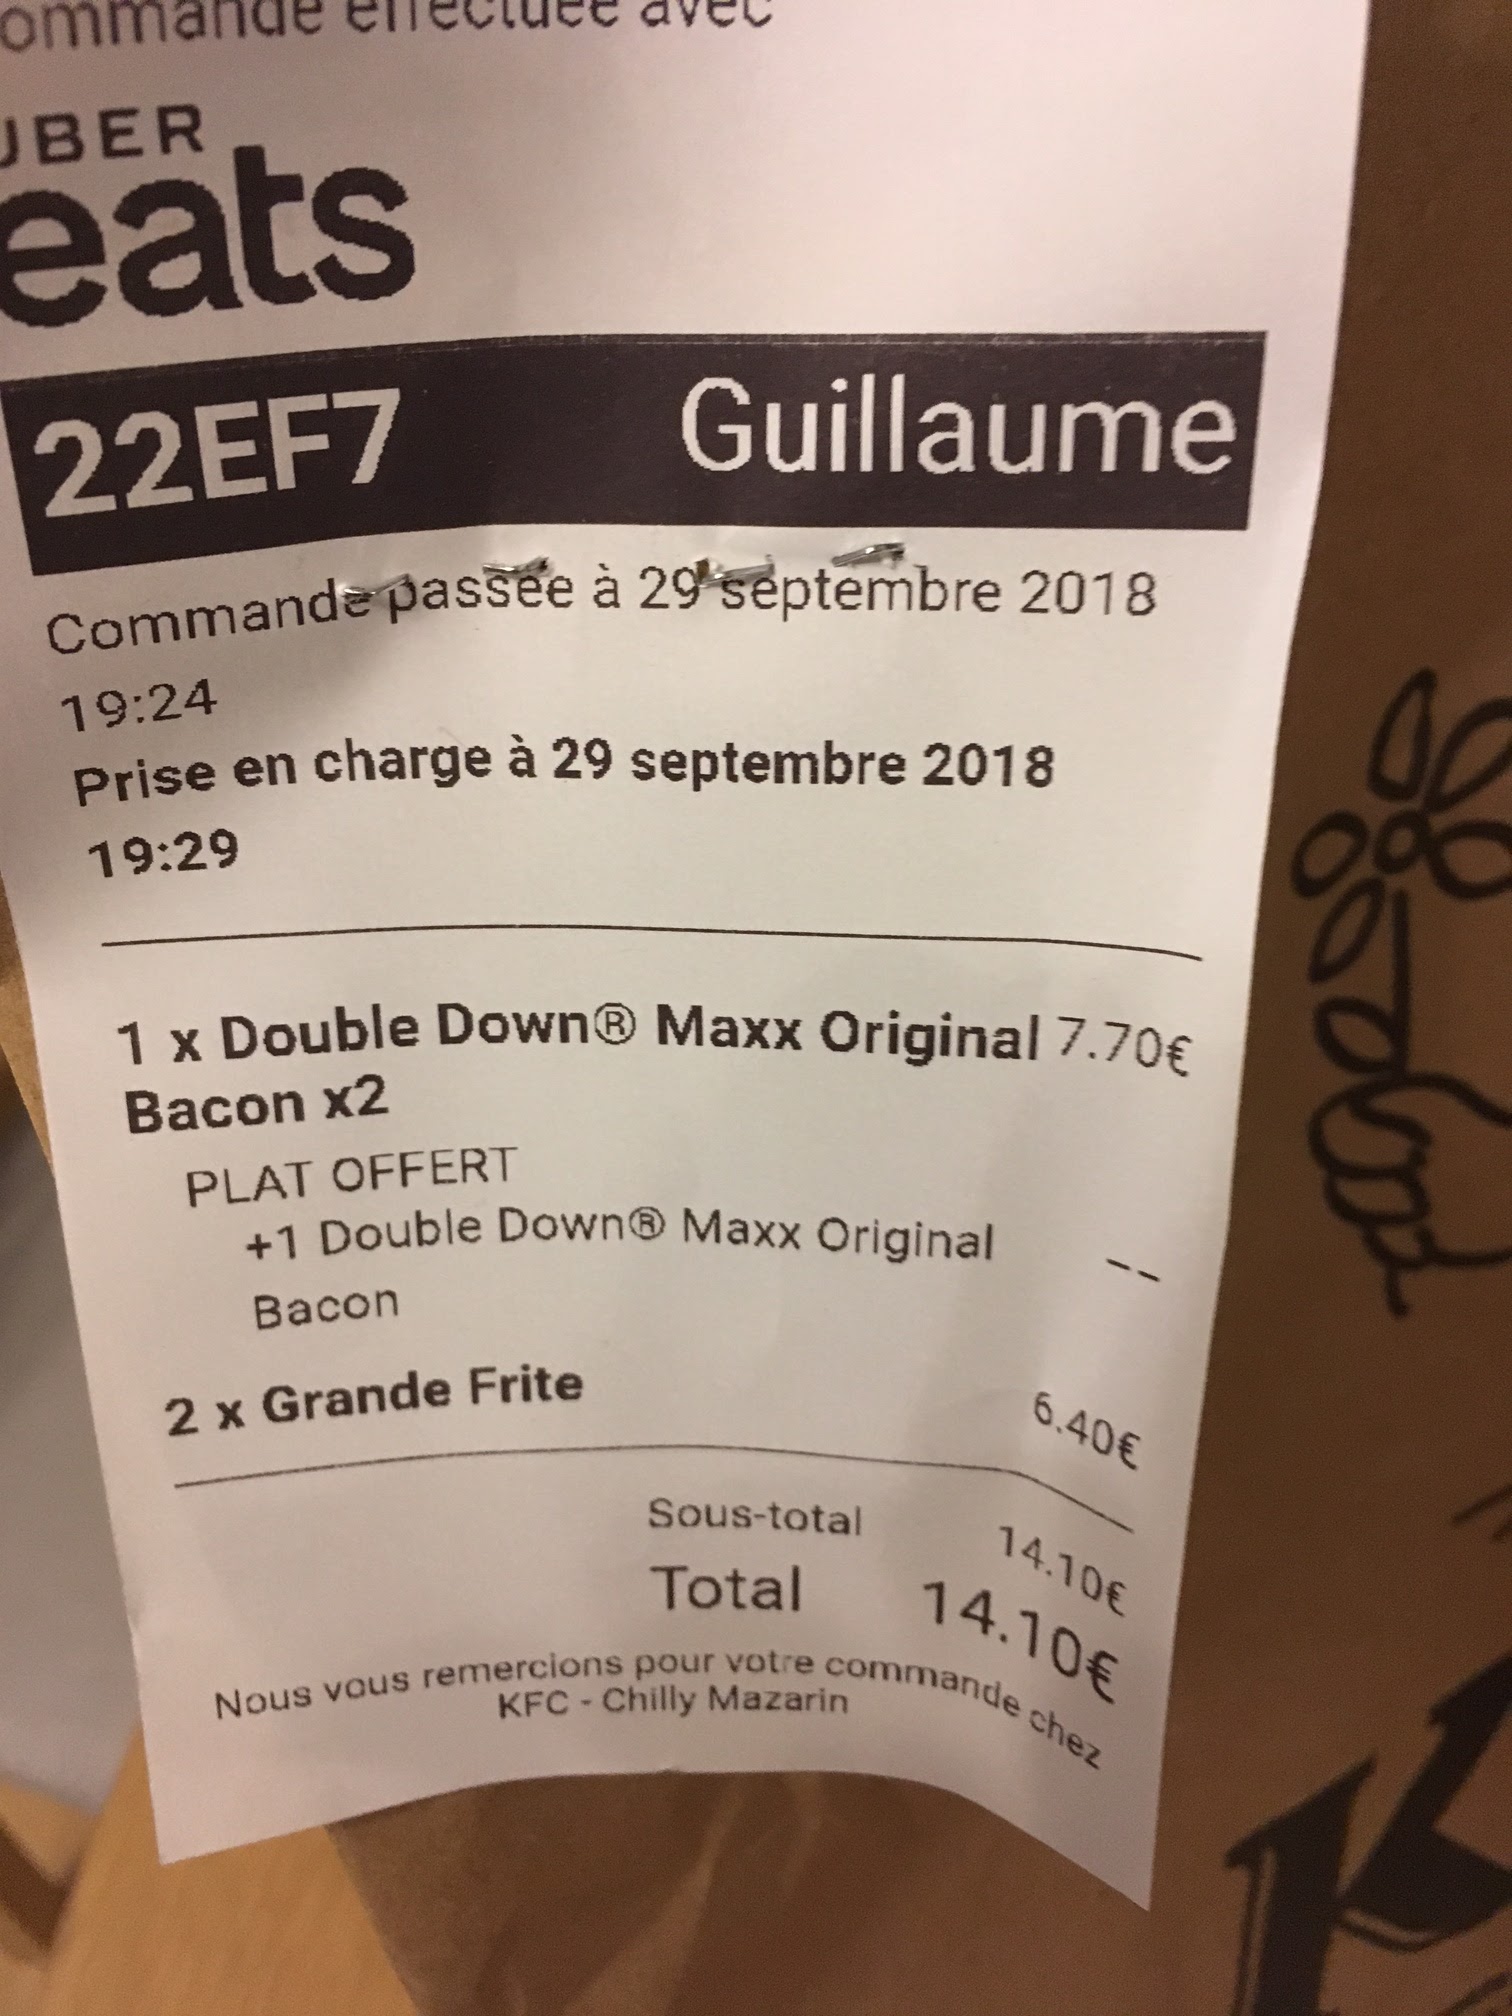 ommande effectuée avec
UBER
eats
22EF7 Guillaume
Commande passée à 29 septembre 2018
19:24
Prise en charge à 29 septembre 2018
19:29
1 x Double Down® Maxx Original 7.70€
Bacon x2
PLAT OFFERT
+1 Double Down® Maxx Original --
Bacon
2 x Grande Frite 6.40€
Sous-total 14.10€
Total 14.10€
Nous vous remercions pour votre commande chez
KFC - Chilly Mazarin